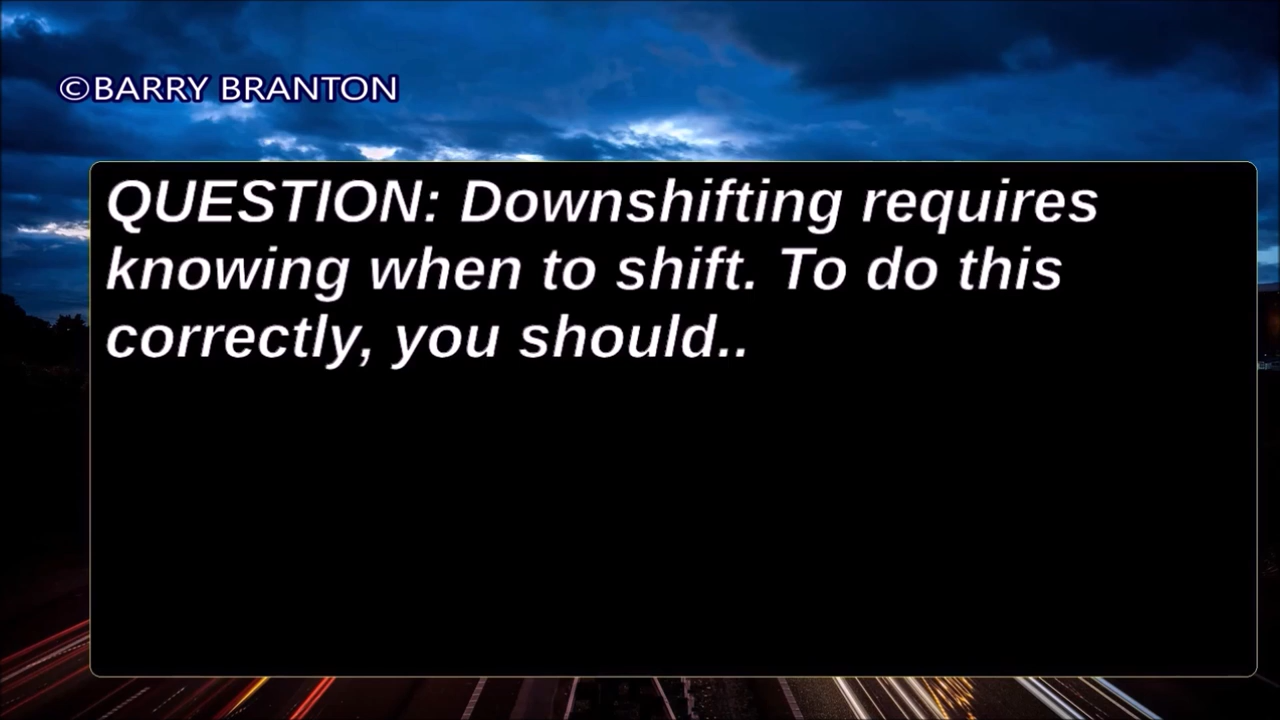 ©BARRY BRANTON
QUESTION: Downshifting requires
knowing when to shift. To do this
correctly, you should..